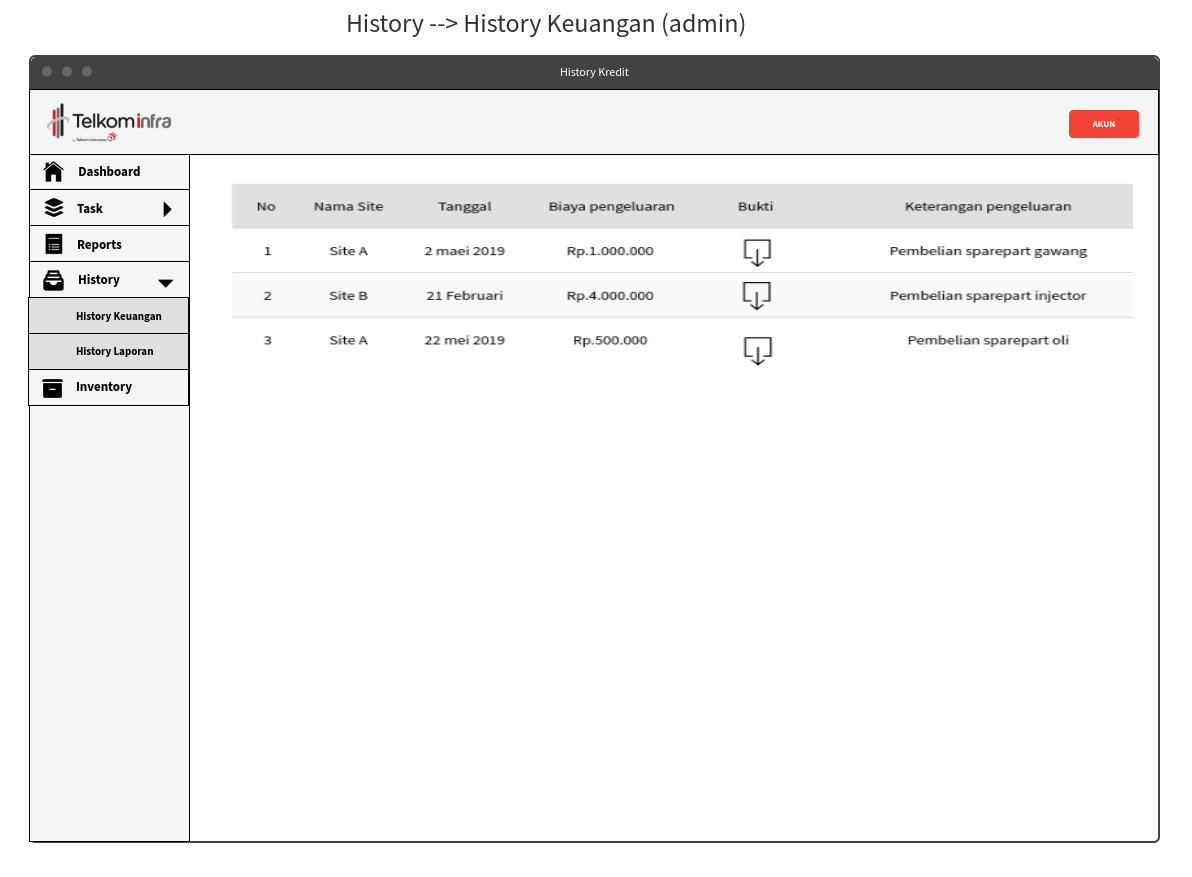 History --> History Keuangan (admin)
History Kredit
Telkominfra
by Telkom Indonesia
AKUN
Dashboard
Task
Reports
History
History Keuangan
History Laporan
Inventory
No Nama Site Tanggal Biaya pengeluaran Bukti Keterangan pengeluaran
1 Site A 2 maei 2019 Rp.1.000.000 Pembelian sparepart gawang
2 Site B 21 Februari Rp.4.000.000 Pembelian sparepart injector
3 Site A 22 mei 2019 Rp.500.000 Pembelian sparepart oli